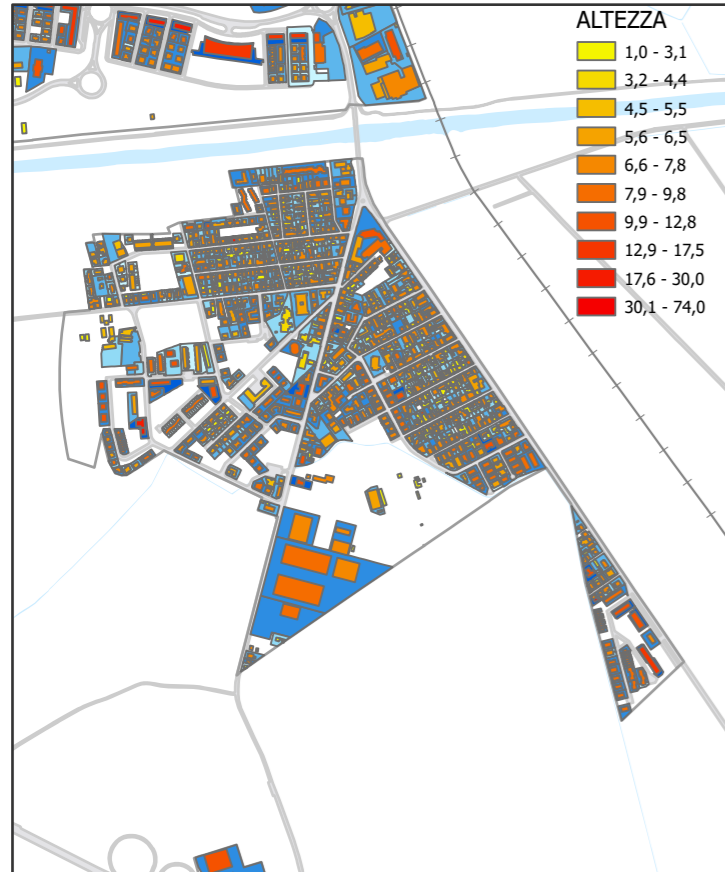 ALTEZZA
1,0 - 3,1
3,2 - 4,4
4,5 - 5,5
5,6 - 6,5
6,6 - 7,8
7,9 - 9,8
9,9 - 12,8
12,9 - 17,5
17,6 - 30,0
30,1 - 74,0